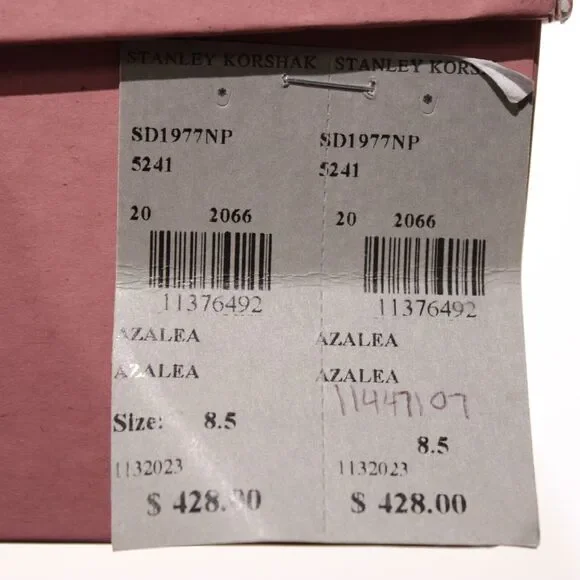 STANLEY KORSHAK
SD1977NP
5241
20 2066
11376492
AZALEA
AZALEA
Size: 8.5
1132023
$ 428.00
STANLEY KORS
SD1977NP
5241
20 2066
11376492
AZALEA
AZALEA
11447107
8.5
1132023
$ 428.00